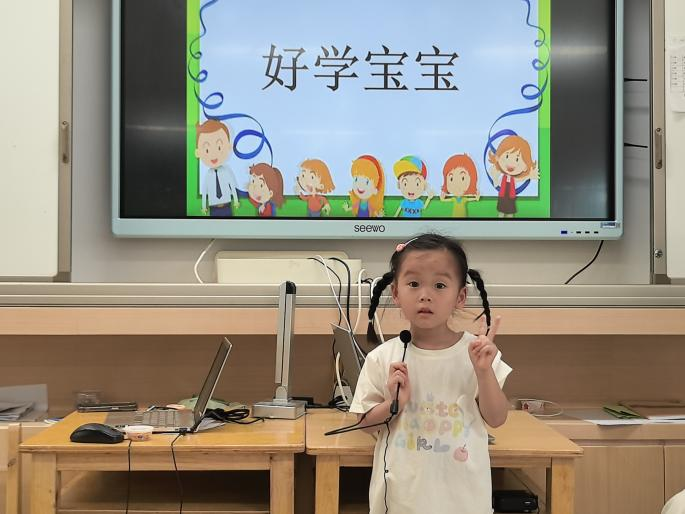 好学宝宝
seewo
Cute
Happy
GIRL